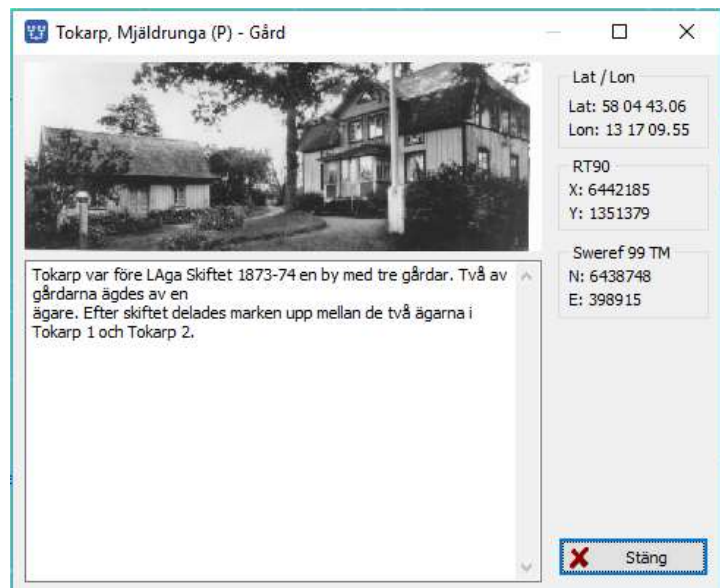 Tokarp, Mjäldrunga (P) - Gård
Lat / Lon
Lat: 58 04 43.06
Lon: 13 17 09.55
RT90
X: 6442185
Y: 1351379
Sweref 99 TM
N: 6438748
E: 398915
Tokarp var före LAga Skiftet 1873-74 en by med tre gårdar. Två av
gårdarna ägdes av en
ägare. Efter skiftet delades marken upp mellan de två ägarna i
Tokarp 1 och Tokarp 2.
Stäng